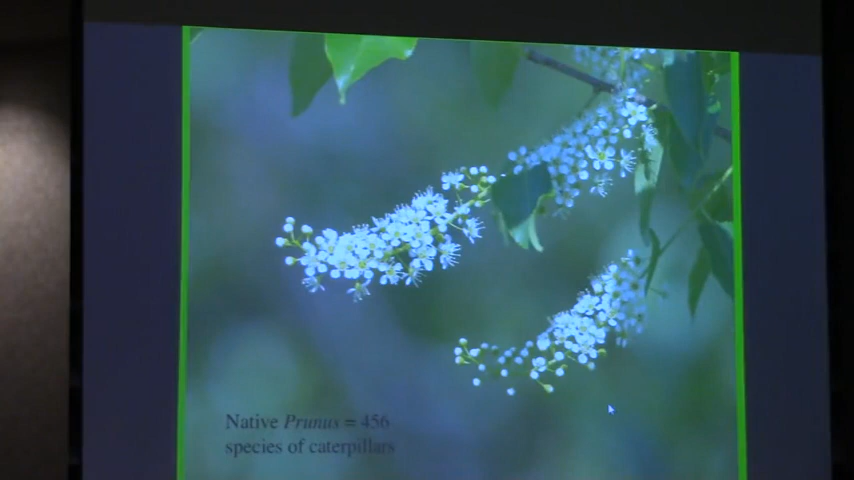 Native Prunus = 456
species of caterpillars